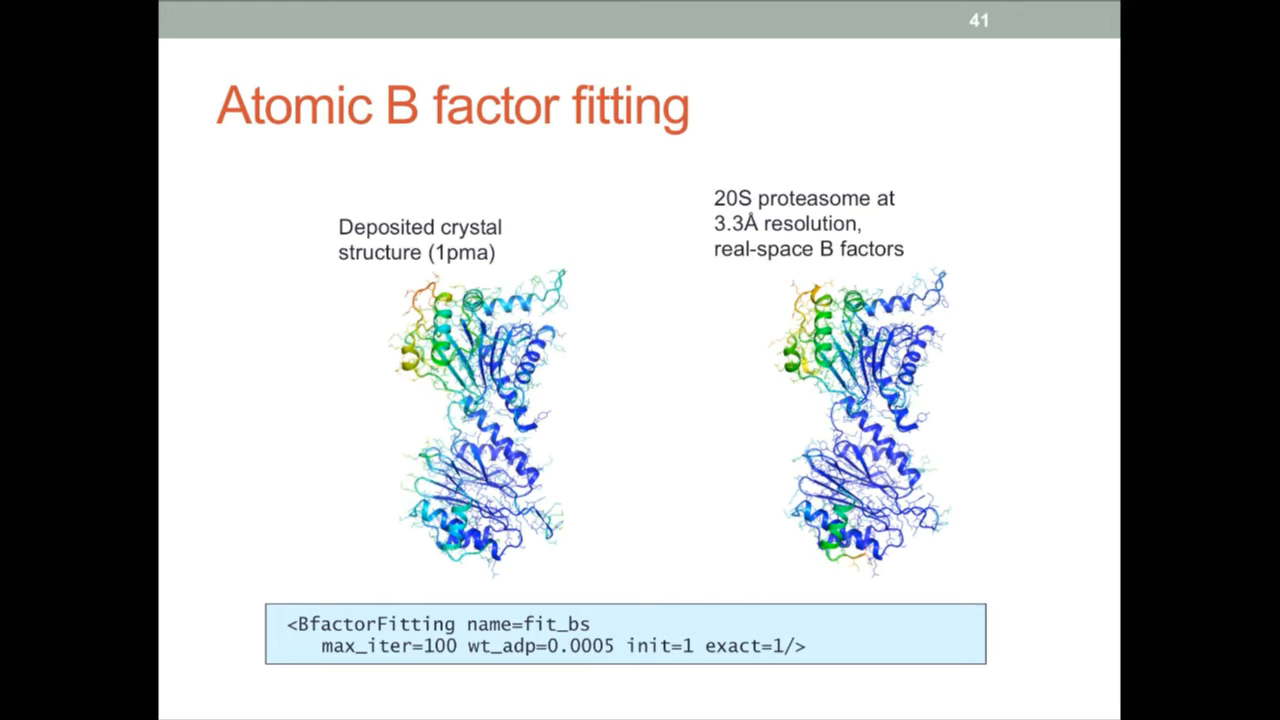 41
Atomic B factor fitting
Deposited crystal
structure (1pma)
20S proteasome at
3.3Å resolution,
real-space B factors
<BfactorFitting name=fit_bs
max_iter=100 wt_adp=0.0005 init=1 exact=1/>